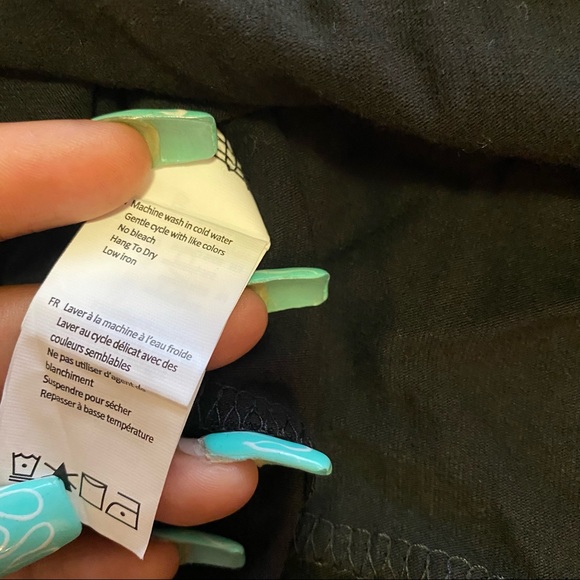 Machine wash in cold water
Gentle cycle with like colors
No bleach
Hang To Dry
Low Iron
FR Laver à la machine à l'eau froide
Laver au cycle délicat avec des
couleurs semblables
Ne pas utiliser d'agent de
blanchiment
Suspendre pour sécher
Repasser à basse température